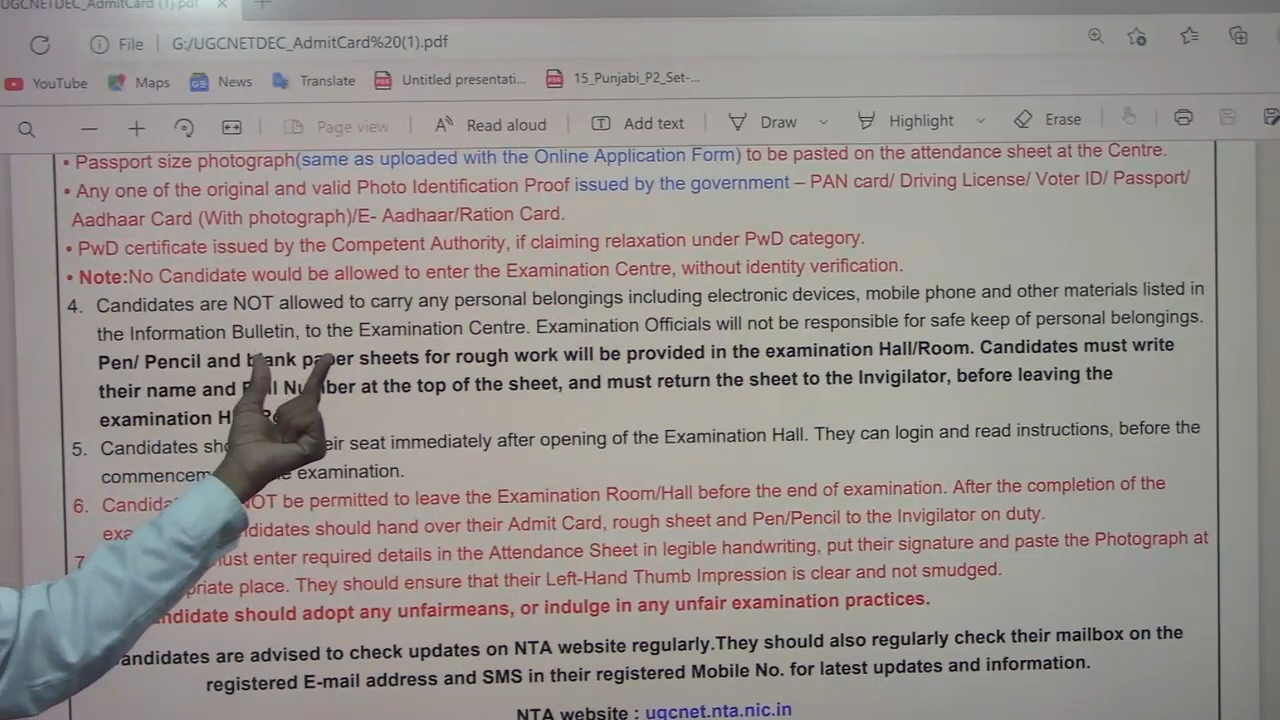 UGCNETDEC_AdmitCard (1).pdf
File G:/UGCNETDEC_AdmitCard%20(1).pdf
YouTube Maps News Translate Untitled presentati... 15_Punjabi_P2_Set-...
Page view Read aloud Add text Draw Highlight Erase
• Passport size photograph(same as uploaded with the Online Application Form) to be pasted on the attendance sheet at the Centre.
• Any one of the original and valid Photo Identification Proof issued by the government – PAN card/ Driving License/ Voter ID/ Passport/
Aadhaar Card (With photograph)/E- Aadhaar/Ration Card.
• PwD certificate issued by the Competent Authority, if claiming relaxation under PwD category.
• Note:No Candidate would be allowed to enter the Examination Centre, without identity verification.
4. Candidates are NOT allowed to carry any personal belongings including electronic devices, mobile phone and other materials listed in
the Information Bulletin, to the Examination Centre. Examination Officials will not be responsible for safe keep of personal belongings.
Pen/ Pencil and blank paper sheets for rough work will be provided in the examination Hall/Room. Candidates must write
their name and Number at the top of the sheet, and must return the sheet to the Invigilator, before leaving the
examination
5. Candidates their seat immediately after opening of the Examination Hall. They can login and read instructions, before the
examination.
6. NOT be permitted to leave the Examination Room/Hall before the end of examination. After the completion of the
candidates should hand over their Admit Card, rough sheet and Pen/Pencil to the Invigilator on duty.
7 must enter required details in the Attendance Sheet in legible handwriting, put their signature and paste the Photograph at
place. They should ensure that their Left-Hand Thumb Impression is clear and not smudged.
candidate should adopt any unfairmeans, or indulge in any unfair examination practices.
Candidates are advised to check updates on NTA website regularly.They should also regularly check their mailbox on the
registered E-mail address and SMS in their registered Mobile No. for latest updates and information.
NTA website : ugcnet.nta.nic.in